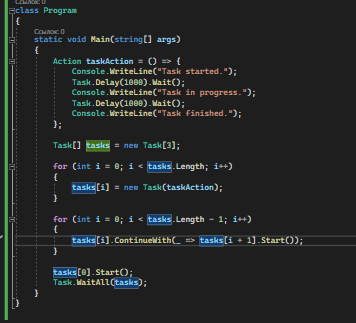 Ссылок: 0
class Program
{
Ссылок: 0
static void Main(string[] args)
{
Action taskAction = () => {
Console.WriteLine("Task started.");
Task.Delay(1000).Wait();
Console.WriteLine("Task in progress.");
Task.Delay(1000).Wait();
Console.WriteLine("Task finished.");
};
Task[] tasks = new Task[3];
for (int i = 0; i < tasks.Length; i++)
{
tasks[i] = new Task(taskAction);
}
for (int i = 0; i < tasks.Length - 1; i++)
{
tasks[i].ContinueWith(_ => tasks[i + 1].Start());
}
tasks[0].Start();
Task.WaitAll(tasks);
}
}